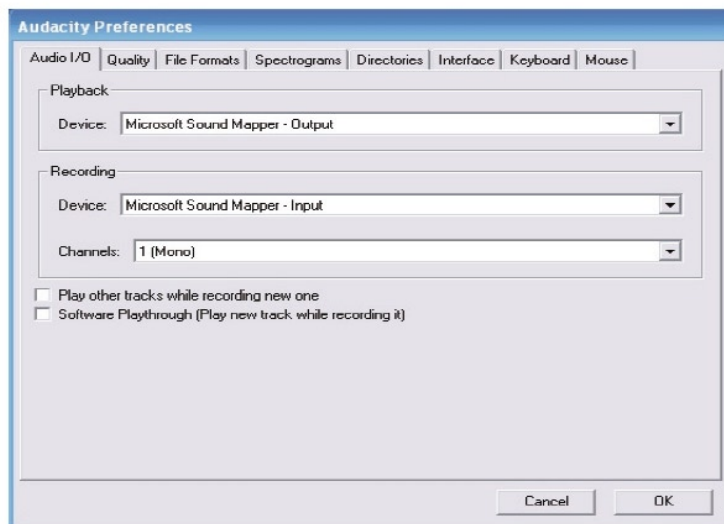 Audacity Preferences
Audio I/O Quality File Formats Spectrograms Directories Interface Keyboard Mouse
Playback
Device: Microsoft Sound Mapper - Output
Recording
Device: Microsoft Sound Mapper - Input
Channels: 1 (Mono)
Play other tracks while recording new one
Software Playthrough (Play new track while recording it)
Cancel OK